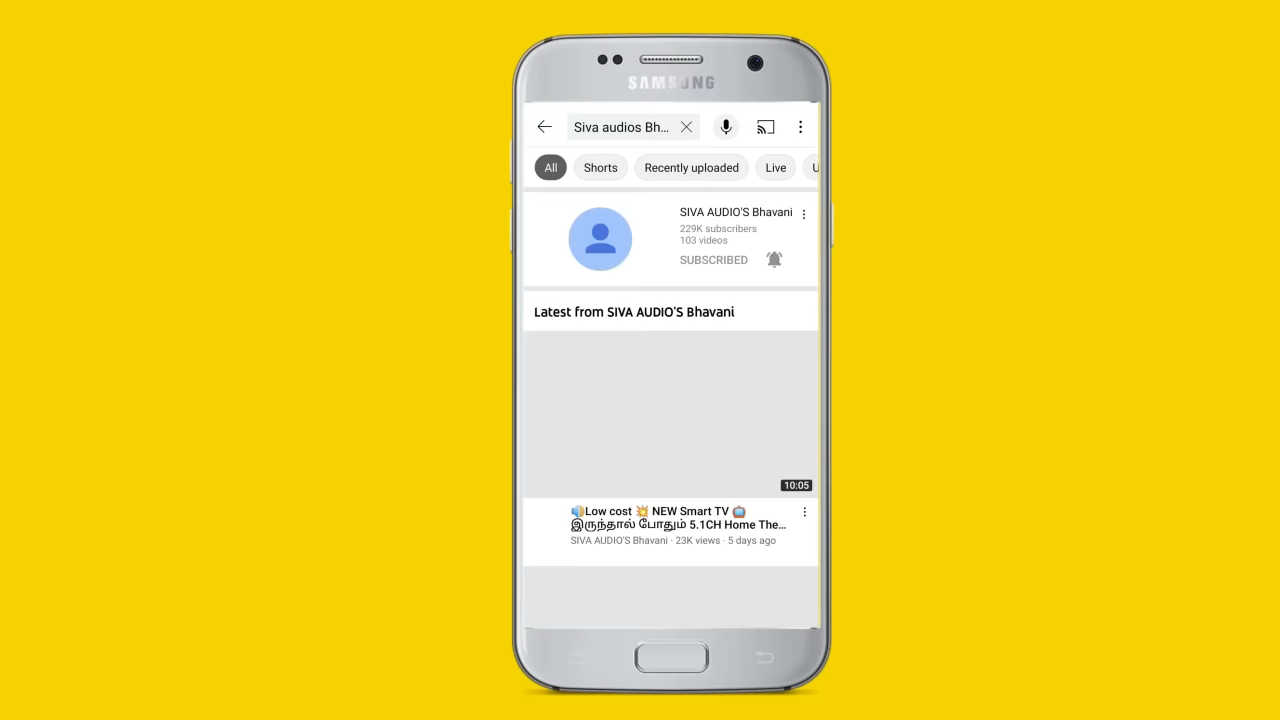 SAMSUNG
Siva audios Bh...
All Shorts Recently uploaded Live U
SIVA AUDIO'S Bhavani
229K subscribers
103 videos
SUBSCRIBED
Latest from SIVA AUDIO'S Bhavani
10:05
🔊Low cost 💥 NEW Smart TV 📺
இருந்தால் போதும் 5.1CH Home The...
SIVA AUDIO'S Bhavani · 23K views · 5 days ago